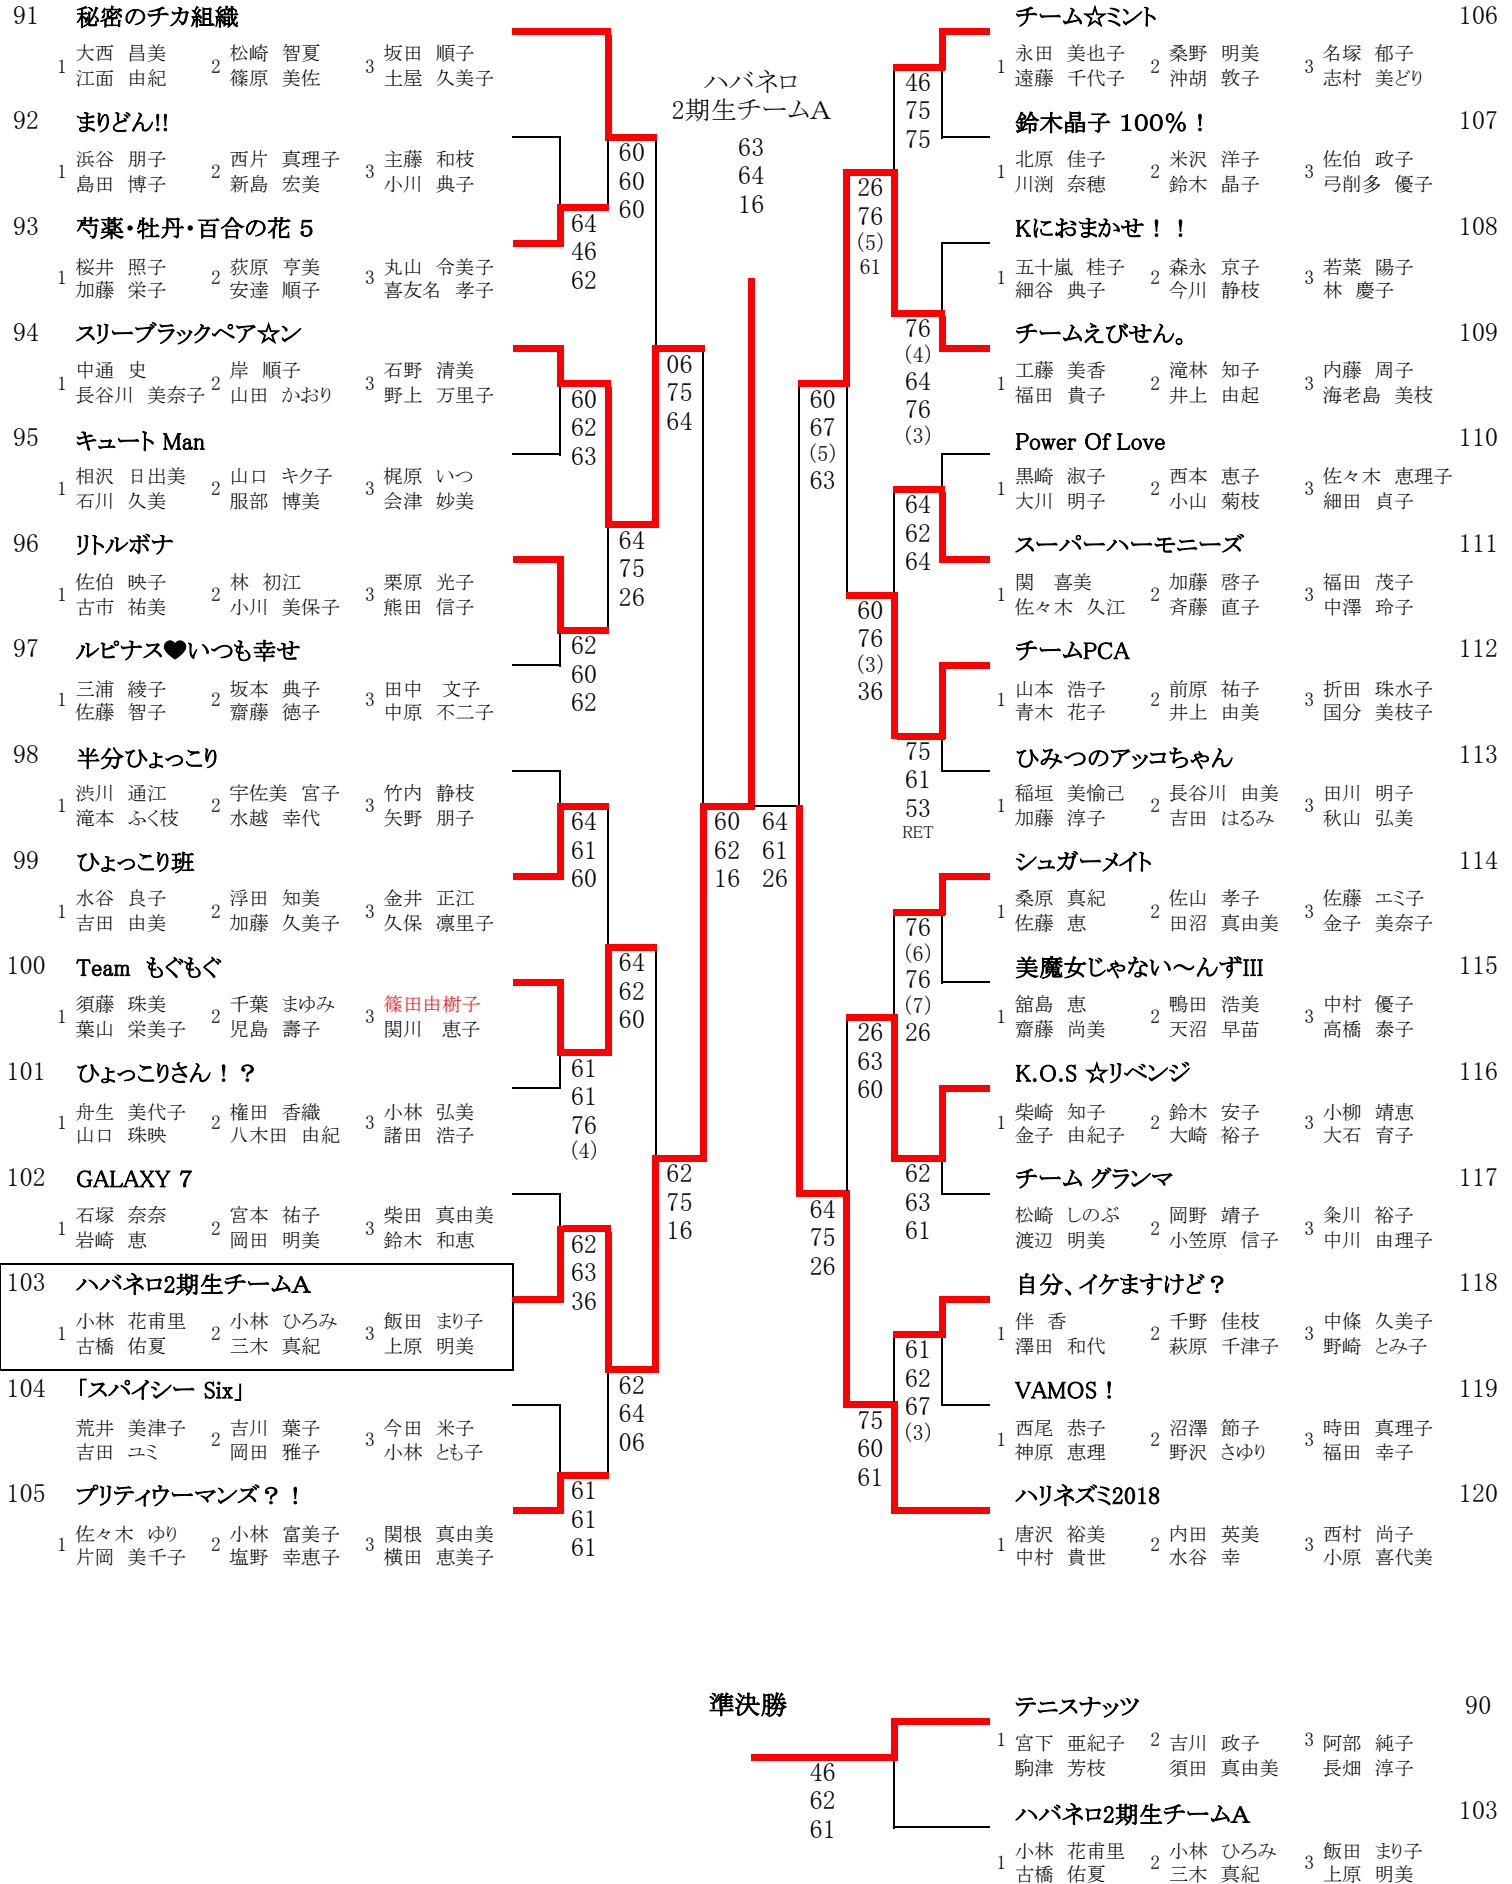 91 秘密のチカ組織
1 大西 昌美 2 松崎 智夏 3 坂田 順子
江面 由紀 篠原 美佐 土屋 久美子
92 まりどん!!
1 浜谷 朋子 2 西片 真理子 3 主藤 和枝
島田 博子 新島 宏美 小川 典子
93 芍薬・牡丹・百合の花 5
1 桜井 照子 2 荻原 亨美 3 丸山 令美子
加藤 栄子 安達 順子 喜友名 孝子
94 スリーブラックペア☆ン
1 中通 史 2 岸 順子 3 石野 清美
長谷川 美奈子 山田 かおり 野上 万里子
95 キュート Man
1 相沢 日出美 2 山口 キク子 3 梶原 いつ
石川 久美 服部 博美 会津 妙美
96 リトルボナ
1 佐伯 映子 2 林 初江 3 栗原 光子
古市 祐美 小川 美保子 熊田 信子
97 ルピナス♥いつも幸せ
1 三浦 綾子 2 坂本 典子 3 田中 文子
佐藤 智子 齋藤 徳子 中原 不二子
98 半分ひょっこり
1 渋川 通江 2 宇佐美 宮子 3 竹内 静枝
滝本 ふく枝 水越 幸代 矢野 朋子
99 ひょっこり班
1 水谷 良子 2 浮田 知美 3 金井 正江
吉田 由美 加藤 久美子 久保 凛里子
100 Team もぐもぐ
1 須藤 珠美 2 千葉 まゆみ 3 篠田由樹子
葉山 栄美子 児島 壽子 関川 恵子
101 ひょっこりさん！？
1 舟生 美代子 2 権田 香織 3 小林 弘美
山口 珠映 八木田 由紀 諸田 浩子
102 GALAXY 7
1 石塚 奈奈 2 宮本 祐子 3 柴田 真由美
岩崎 恵 岡田 明美 鈴木 和恵
103 ハバネロ2期生チームA
1 小林 花甫里 2 小林 ひろみ 3 飯田 まり子
古橋 佑夏 三木 真紀 上原 明美
104 「スパイシー Six」
荒井 美津子 2 吉川 葉子 3 今田 米子
吉田 ユミ 岡田 雅子 小林 とも子
105 プリティウーマンズ？！
1 佐々木 ゆり 2 小林 富美子 3 関根 真由美
片岡 美千子 塩野 幸恵子 横田 恵美子
64
46
62
60
62
63
62
60
62
64
61
60
61
61
76
(4)
62
63
36
61
61
61
60
60
60
64
75
26
64
62
60
62
64
06
06
75
64
62
75
16
60
62
16
ハバネロ
2期生チームA
63
64
16
64
61
26
60
67
(5)
63
64
75
26
26
76
(5)
61
60
76
(3)
36
26
63
60
75
60
61
46
75
75
76
(4)
64
76
(3)
64
62
64
75
61
53
RET
76
(6)
76
(7)
26
62
63
61
61
62
67
(3)
チーム☆ミント 106
1 永田 美也子 2 桑野 明美 3 名塚 郁子
遠藤 千代子 沖胡 敦子 志村 美どり
鈴木晶子 100％！ 107
1 北原 佳子 2 米沢 洋子 3 佐伯 政子
川渕 奈穂 鈴木 晶子 弓削多 優子
Kにおまかせ！！ 108
1 五十嵐 桂子 2 森永 京子 3 若菜 陽子
細谷 典子 今川 静枝 林 慶子
チームえびせん。 109
1 工藤 美香 2 滝林 知子 3 内藤 周子
福田 貴子 井上 由起 海老島 美枝
Power Of Love 110
1 黒崎 淑子 2 西本 恵子 3 佐々木 恵理子
大川 明子 小山 菊枝 細田 貞子
スーパーハーモニーズ 111
1 関 喜美 2 加藤 啓子 3 福田 茂子
佐々木 久江 斉藤 直子 中澤 玲子
チームPCA 112
1 山本 浩子 2 前原 祐子 3 折田 珠水子
青木 花子 井上 由美 国分 美枝子
ひみつのアッコちゃん 113
1 稲垣 美愉己 2 長谷川 由美 3 田川 明子
加藤 淳子 吉田 はるみ 秋山 弘美
シュガーメイト 114
1 桑原 真紀 2 佐山 孝子 3 佐藤 エミ子
佐藤 恵 田沼 真由美 金子 美奈子
美魔女じゃない～んずIII 115
1 舘島 恵 2 鴨田 浩美 3 中村 優子
齋藤 尚美 天沼 早苗 高橋 泰子
K.O.S ☆リベンジ 116
1 柴崎 知子 2 鈴木 安子 3 小柳 靖恵
金子 由紀子 大崎 裕子 大石 育子
チーム グランマ 117
松崎 しのぶ 2 岡野 靖子 3 粂川 裕子
渡辺 明美 小笠原 信子 中川 由理子
自分、イケますけど？ 118
1 伴 香 2 千野 佳枝 3 中條 久美子
澤田 和代 萩原 千津子 野崎 とみ子
VAMOS！ 119
1 西尾 恭子 2 沼澤 節子 3 時田 真理子
神原 恵理 野沢 さゆり 福田 幸子
ハリネズミ2018 120
1 唐沢 裕美 2 内田 英美 3 西村 尚子
中村 貴世 水谷 幸 小原 喜代美
準決勝
46
62
61
テニスナッツ 90
1 宮下 亜紀子 2 吉川 政子 3 阿部 純子
駒津 芳枝 須田 真由美 長畑 淳子
ハバネロ2期生チームA 103
1 小林 花甫里 2 小林 ひろみ 3 飯田 まり子
古橋 佑夏 三木 真紀 上原 明美